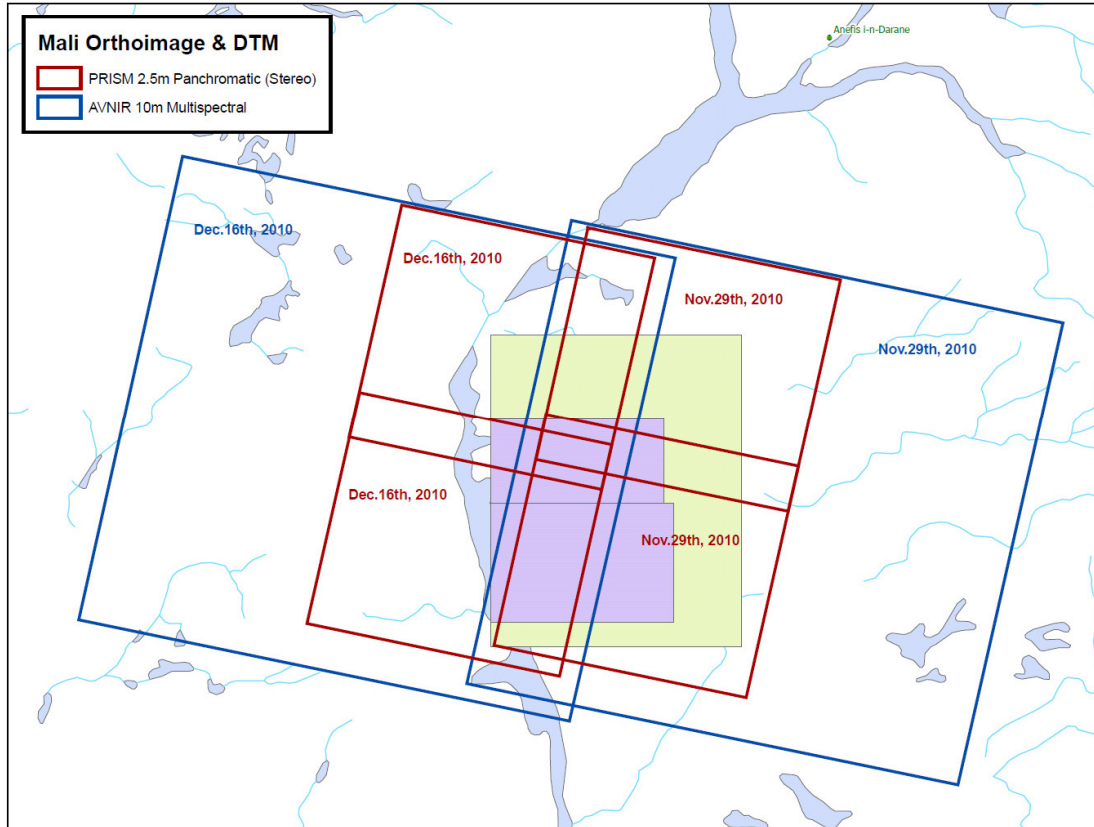 Mali Orthoimage & DTM
PRISM 2.5m Panchromatic (Stereo)
AVNIR 10m Multispectral
Anefis i-n-Darane
Dec.16th, 2010
Dec.16th, 2010
Nov.29th, 2010
Nov.29th, 2010
Dec.16th, 2010
Nov.29th, 2010